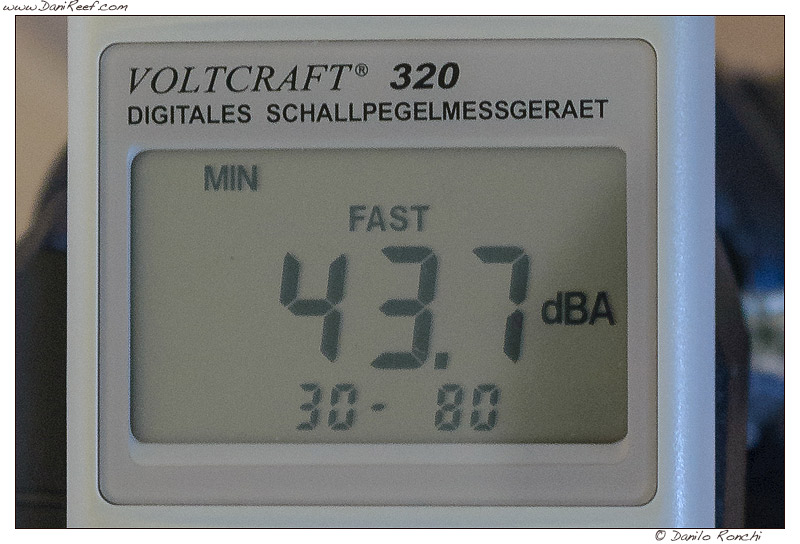 www.DaniReef.com
VOLTCRAFT® 320
DIGITALES SCHALLPEGELMESSGERAET
MIN
FAST
43.7 dBA
30 - 80
© Danilo Ronchi